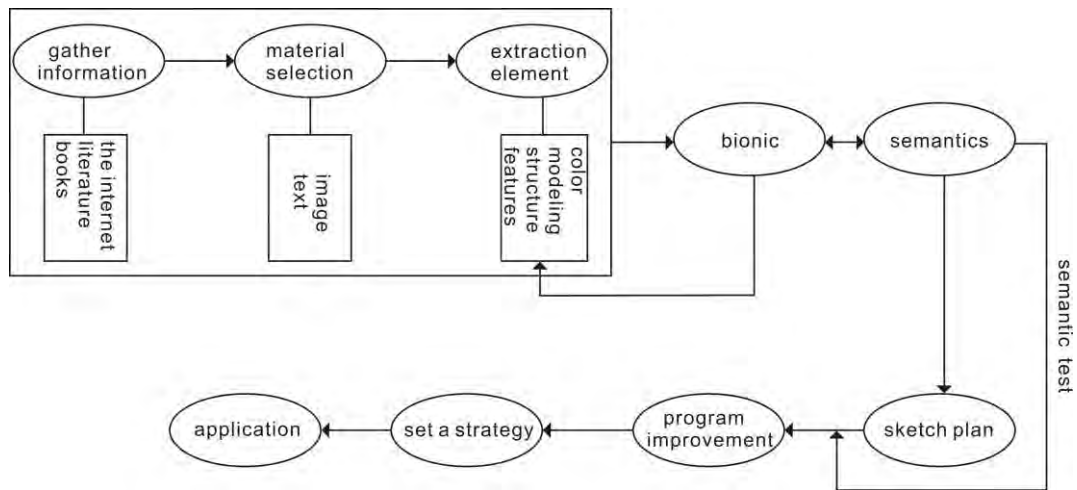 gather
information
material
selection
extraction
element
the internet
literature
books
image
text
color
modeling
structure
features
bionic
semantics
semantic test
application
set a strategy
program
improvement
sketch plan